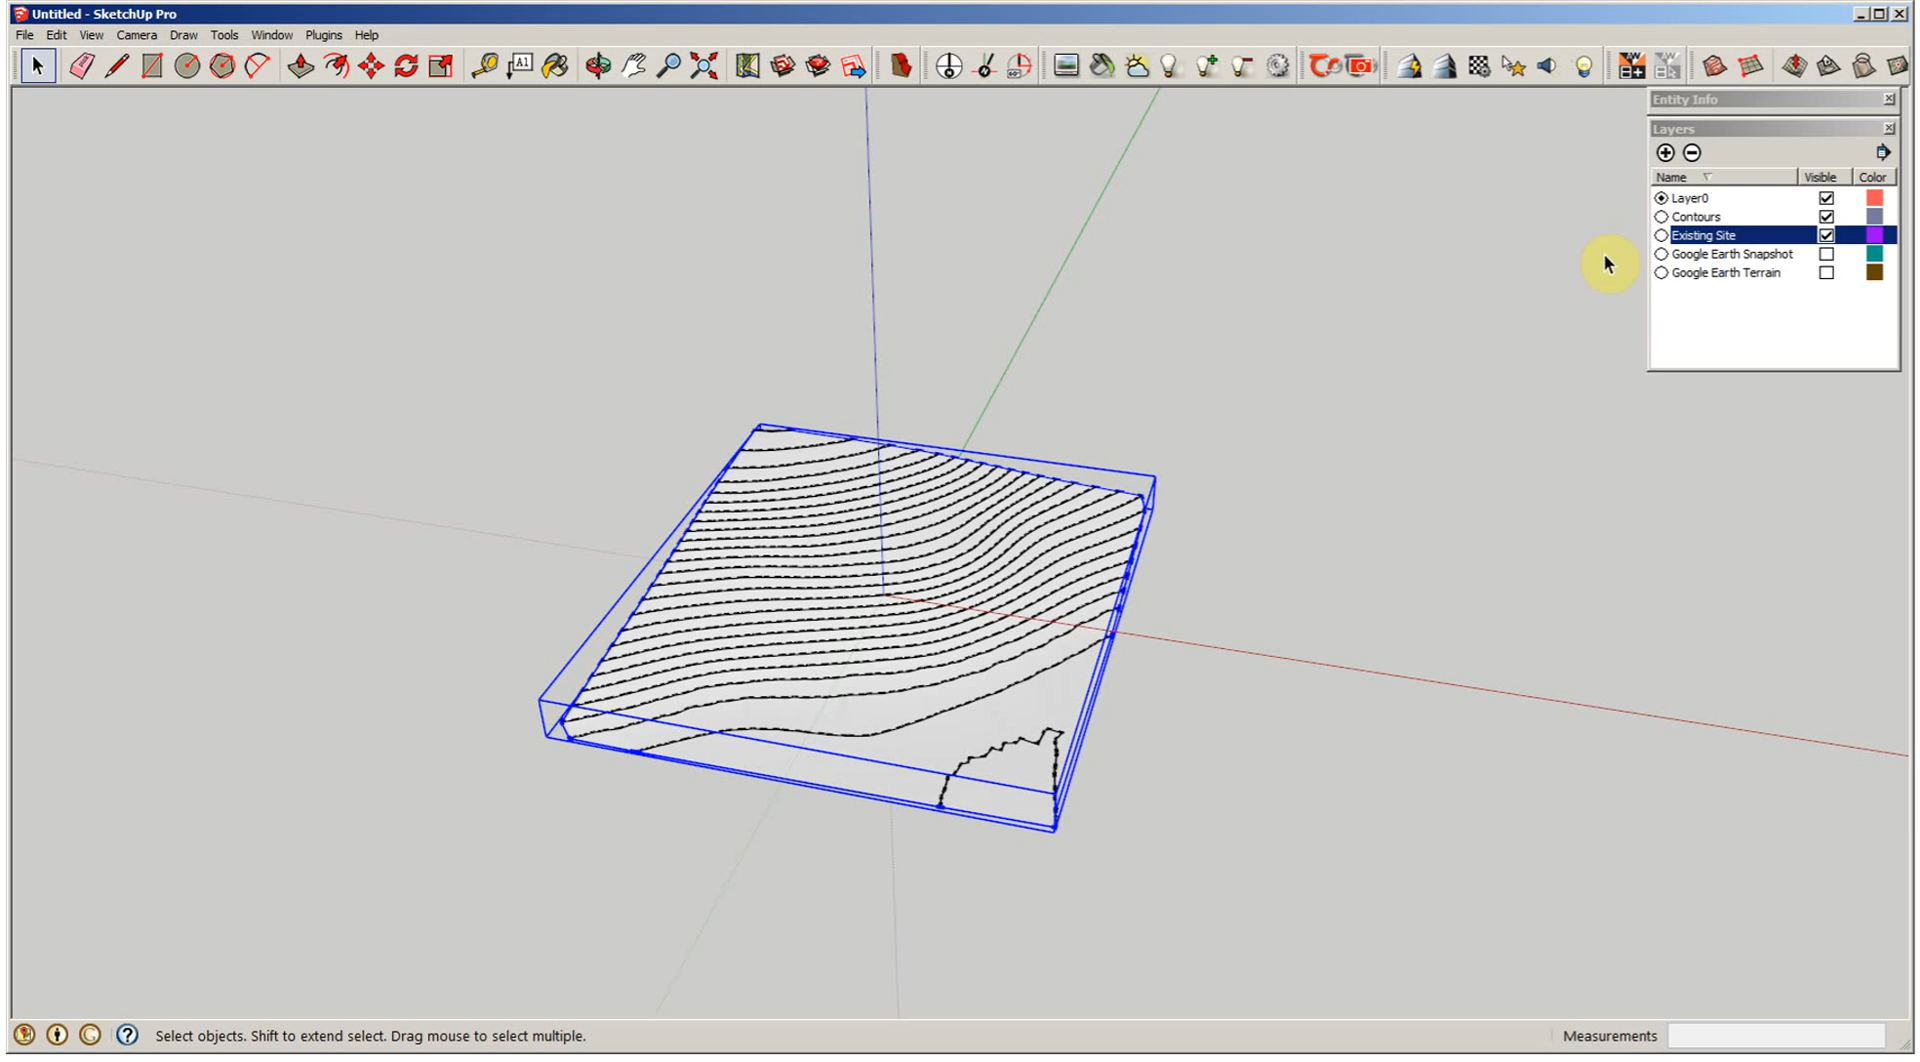 Untitled - SketchUp Pro
File Edit View Camera Draw Tools Window Plugins Help
A1
Entity Info
Layers
Name Visible Color
Layer0
Contours
Existing Site
Google Earth Snapshot
Google Earth Terrain
Select objects. Shift to extend select. Drag mouse to select multiple.
Measurements